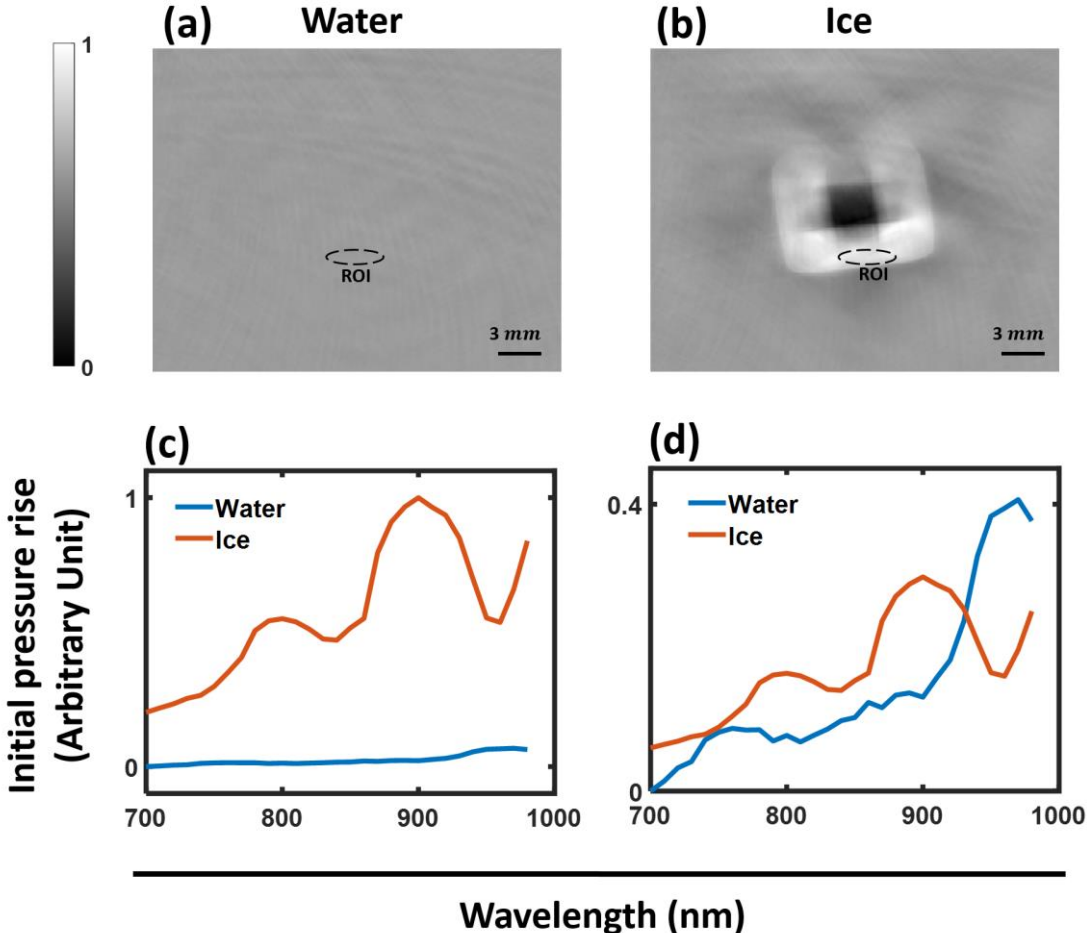 (a) Water
(b) Ice
1
0
ROI
3 mm
ROI
3 mm
(c)
(d)
Initial pressure rise
(Arbitrary Unit)
1
0
Water
Ice
700 800 900 1000
0.4
0
Water
Ice
700 800 900 1000
Wavelength (nm)